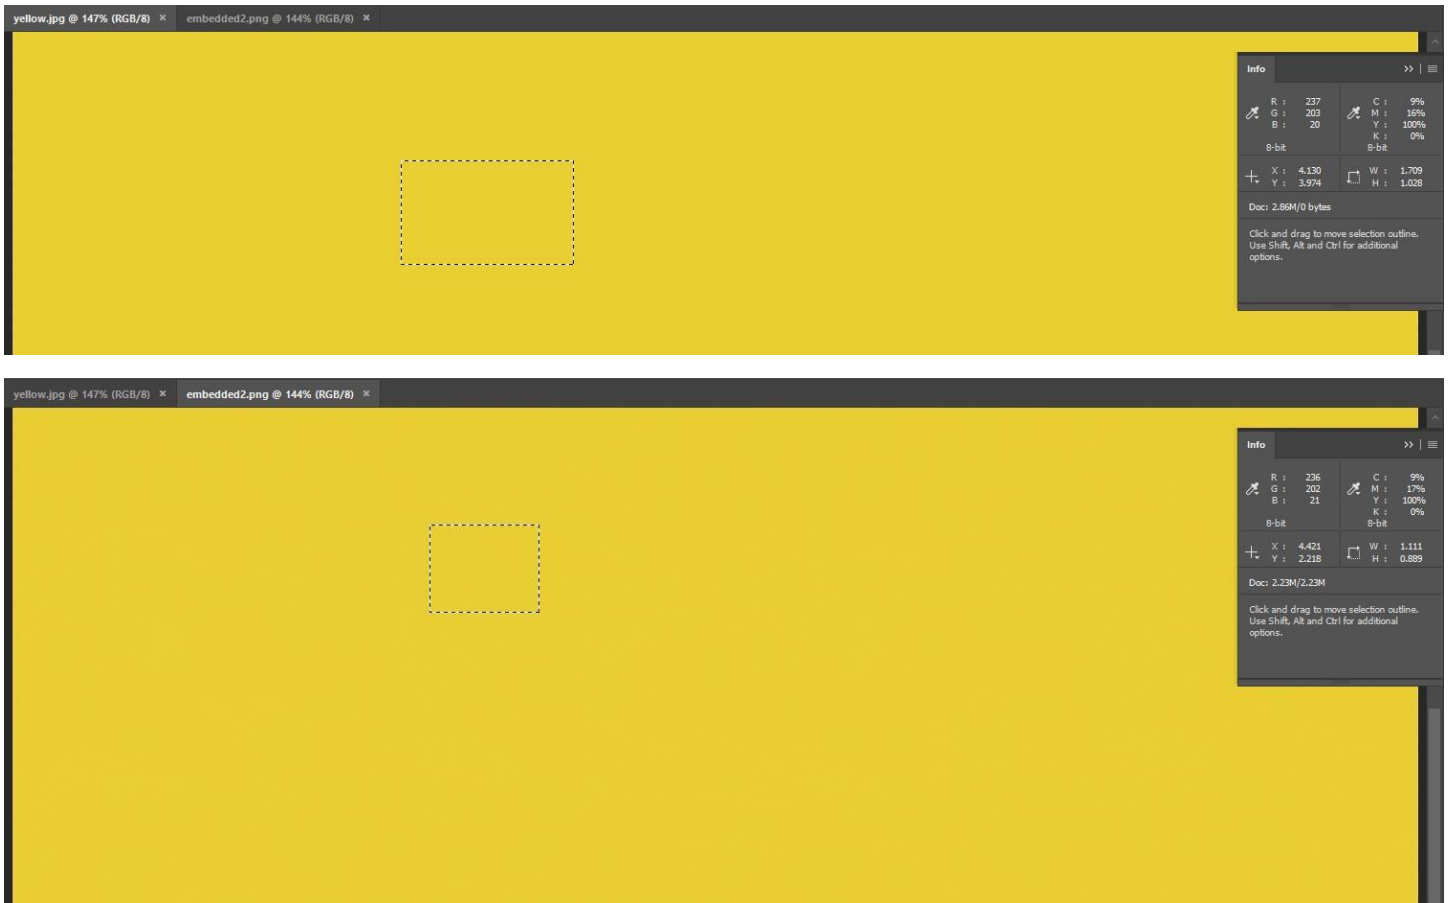 yellow.jpg @ 147% (RGB/8) × embedded2.png @ 144% (RGB/8) ×
Info
R : 237 C : 9%
G : 203 M : 16%
B : 20 Y : 100%
K : 0%
8-bit 8-bit
X : 4.130 W : 1.709
Y : 3.974 H : 1.028
Doc: 2.86M/0 bytes
Click and drag to move selection outline.
Use Shift, Alt and Ctrl for additional
options.
yellow.jpg @ 147% (RGB/8) × embedded2.png @ 144% (RGB/8) ×
Info
R : 236 C : 9%
G : 202 M : 17%
B : 21 Y : 100%
K : 0%
8-bit 8-bit
X : 4.421 W : 1.111
Y : 2.218 H : 0.889
Doc: 2.23M/2.23M
Click and drag to move selection outline.
Use Shift, Alt and Ctrl for additional
options.